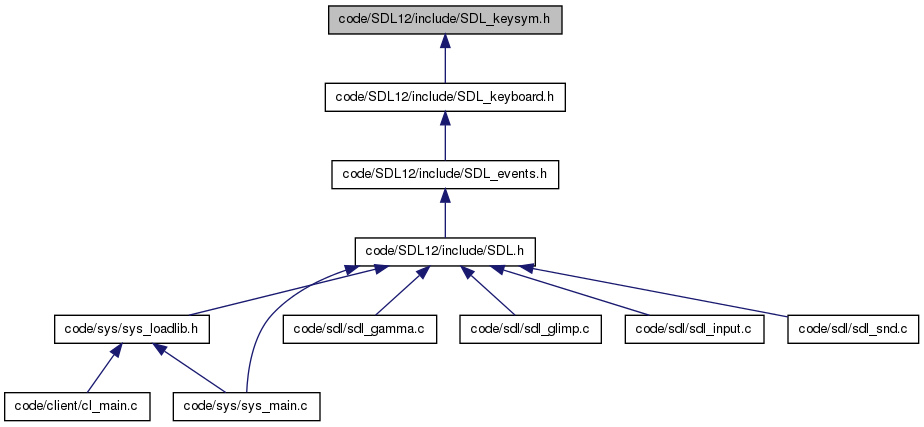 code/SDL12/include/SDL_keysym.h
code/SDL12/include/SDL_keyboard.h
code/SDL12/include/SDL_events.h
code/SDL12/include/SDL.h
code/sys/sys_loadlib.h
code/sdl/sdl_gamma.c
code/sdl/sdl_glimp.c
code/sdl/sdl_input.c
code/sdl/sdl_snd.c
code/client/cl_main.c
code/sys/sys_main.c